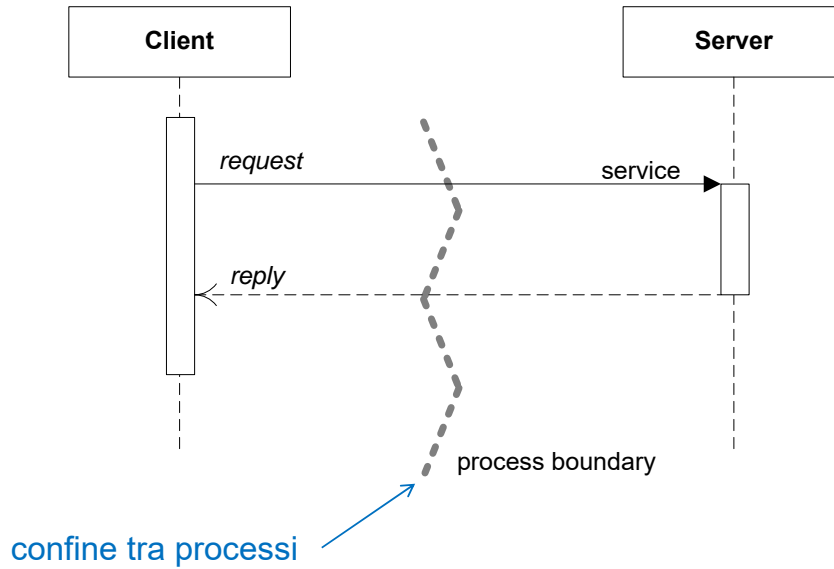 Client
Server
request
service
reply
process boundary
confine tra processi